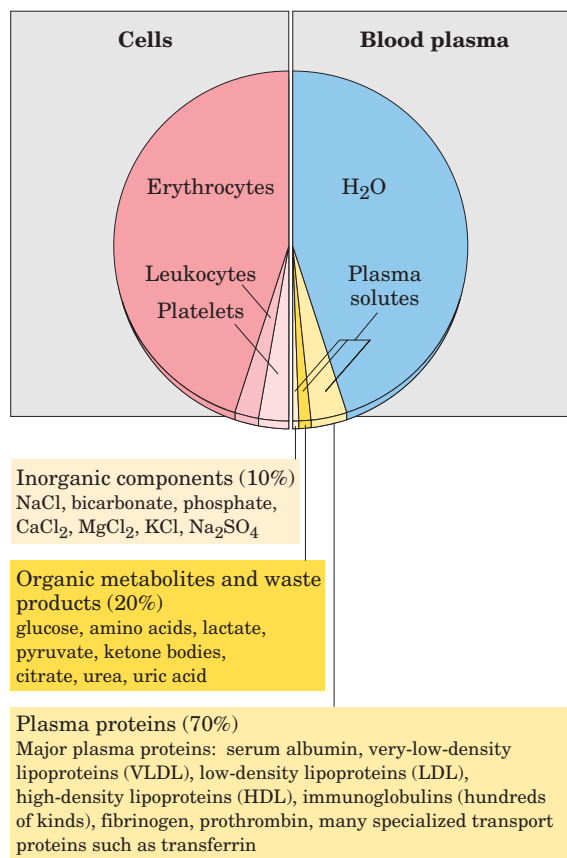 Cells
Blood plasma
Erythrocytes
H₂O
Leukocytes
Platelets
Plasma
solutes
Inorganic components (10%)
NaCl, bicarbonate, phosphate,
CaCl₂, MgCl₂, KCl, Na₂SO₄
Organic metabolites and waste
products (20%)
glucose, amino acids, lactate,
pyruvate, ketone bodies,
citrate, urea, uric acid
Plasma proteins (70%)
Major plasma proteins: serum albumin, very-low-density
lipoproteins (VLDL), low-density lipoproteins (LDL),
high-density lipoproteins (HDL), immunoglobulins (hundreds
of kinds), fibrinogen, prothrombin, many specialized transport
proteins such as transferrin